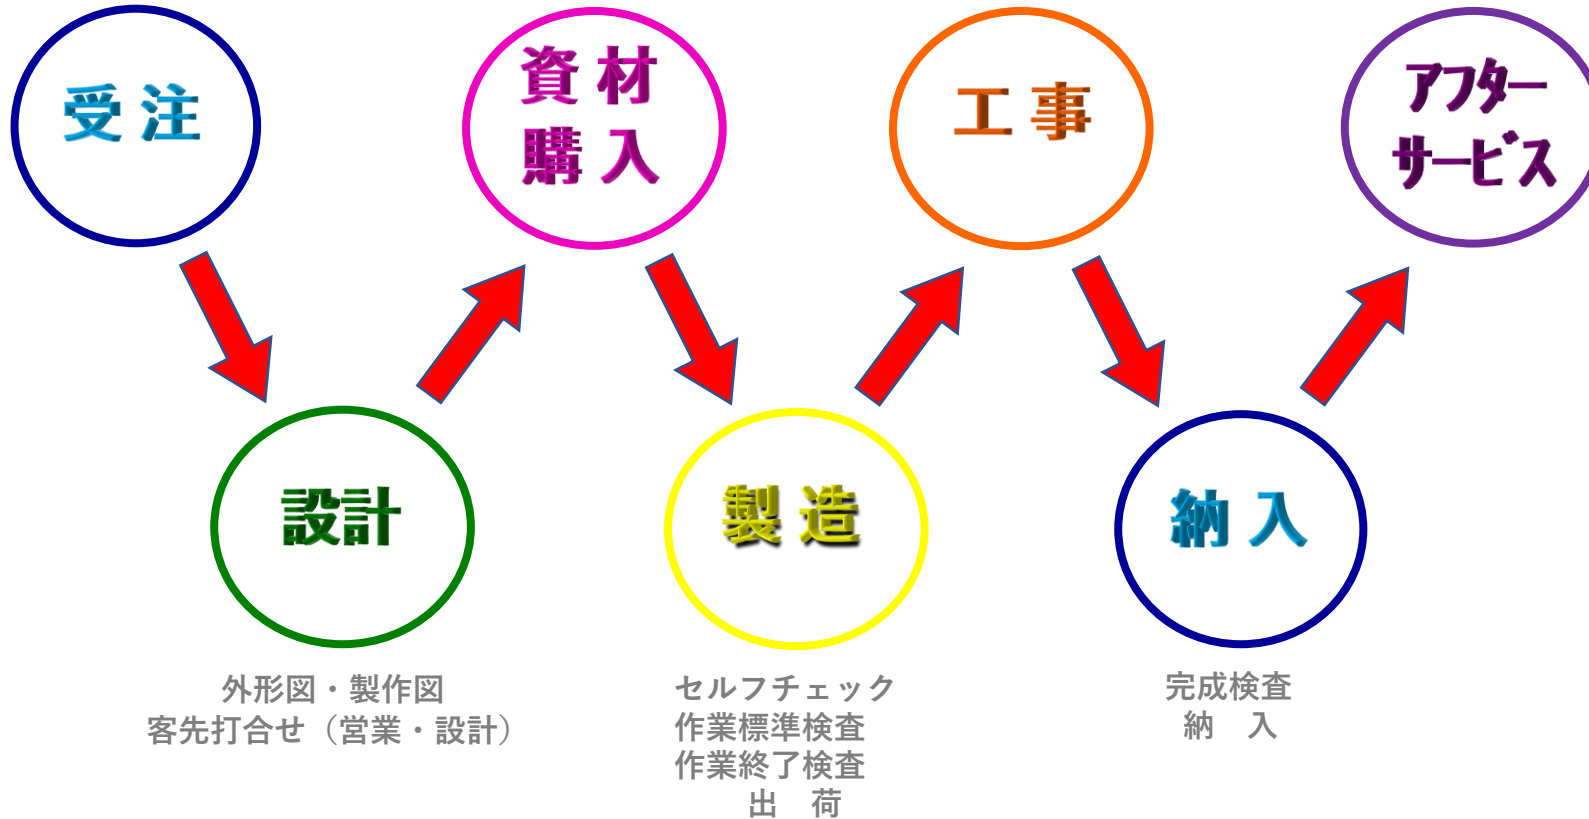 受注
資材
購入
工事
アフター
サービス
設計
製造
納入
外形図・製作図
客先打合せ（営業・設計）
セルフチェック
作業標準検査
作業終了検査
出　荷
完成検査
納　入